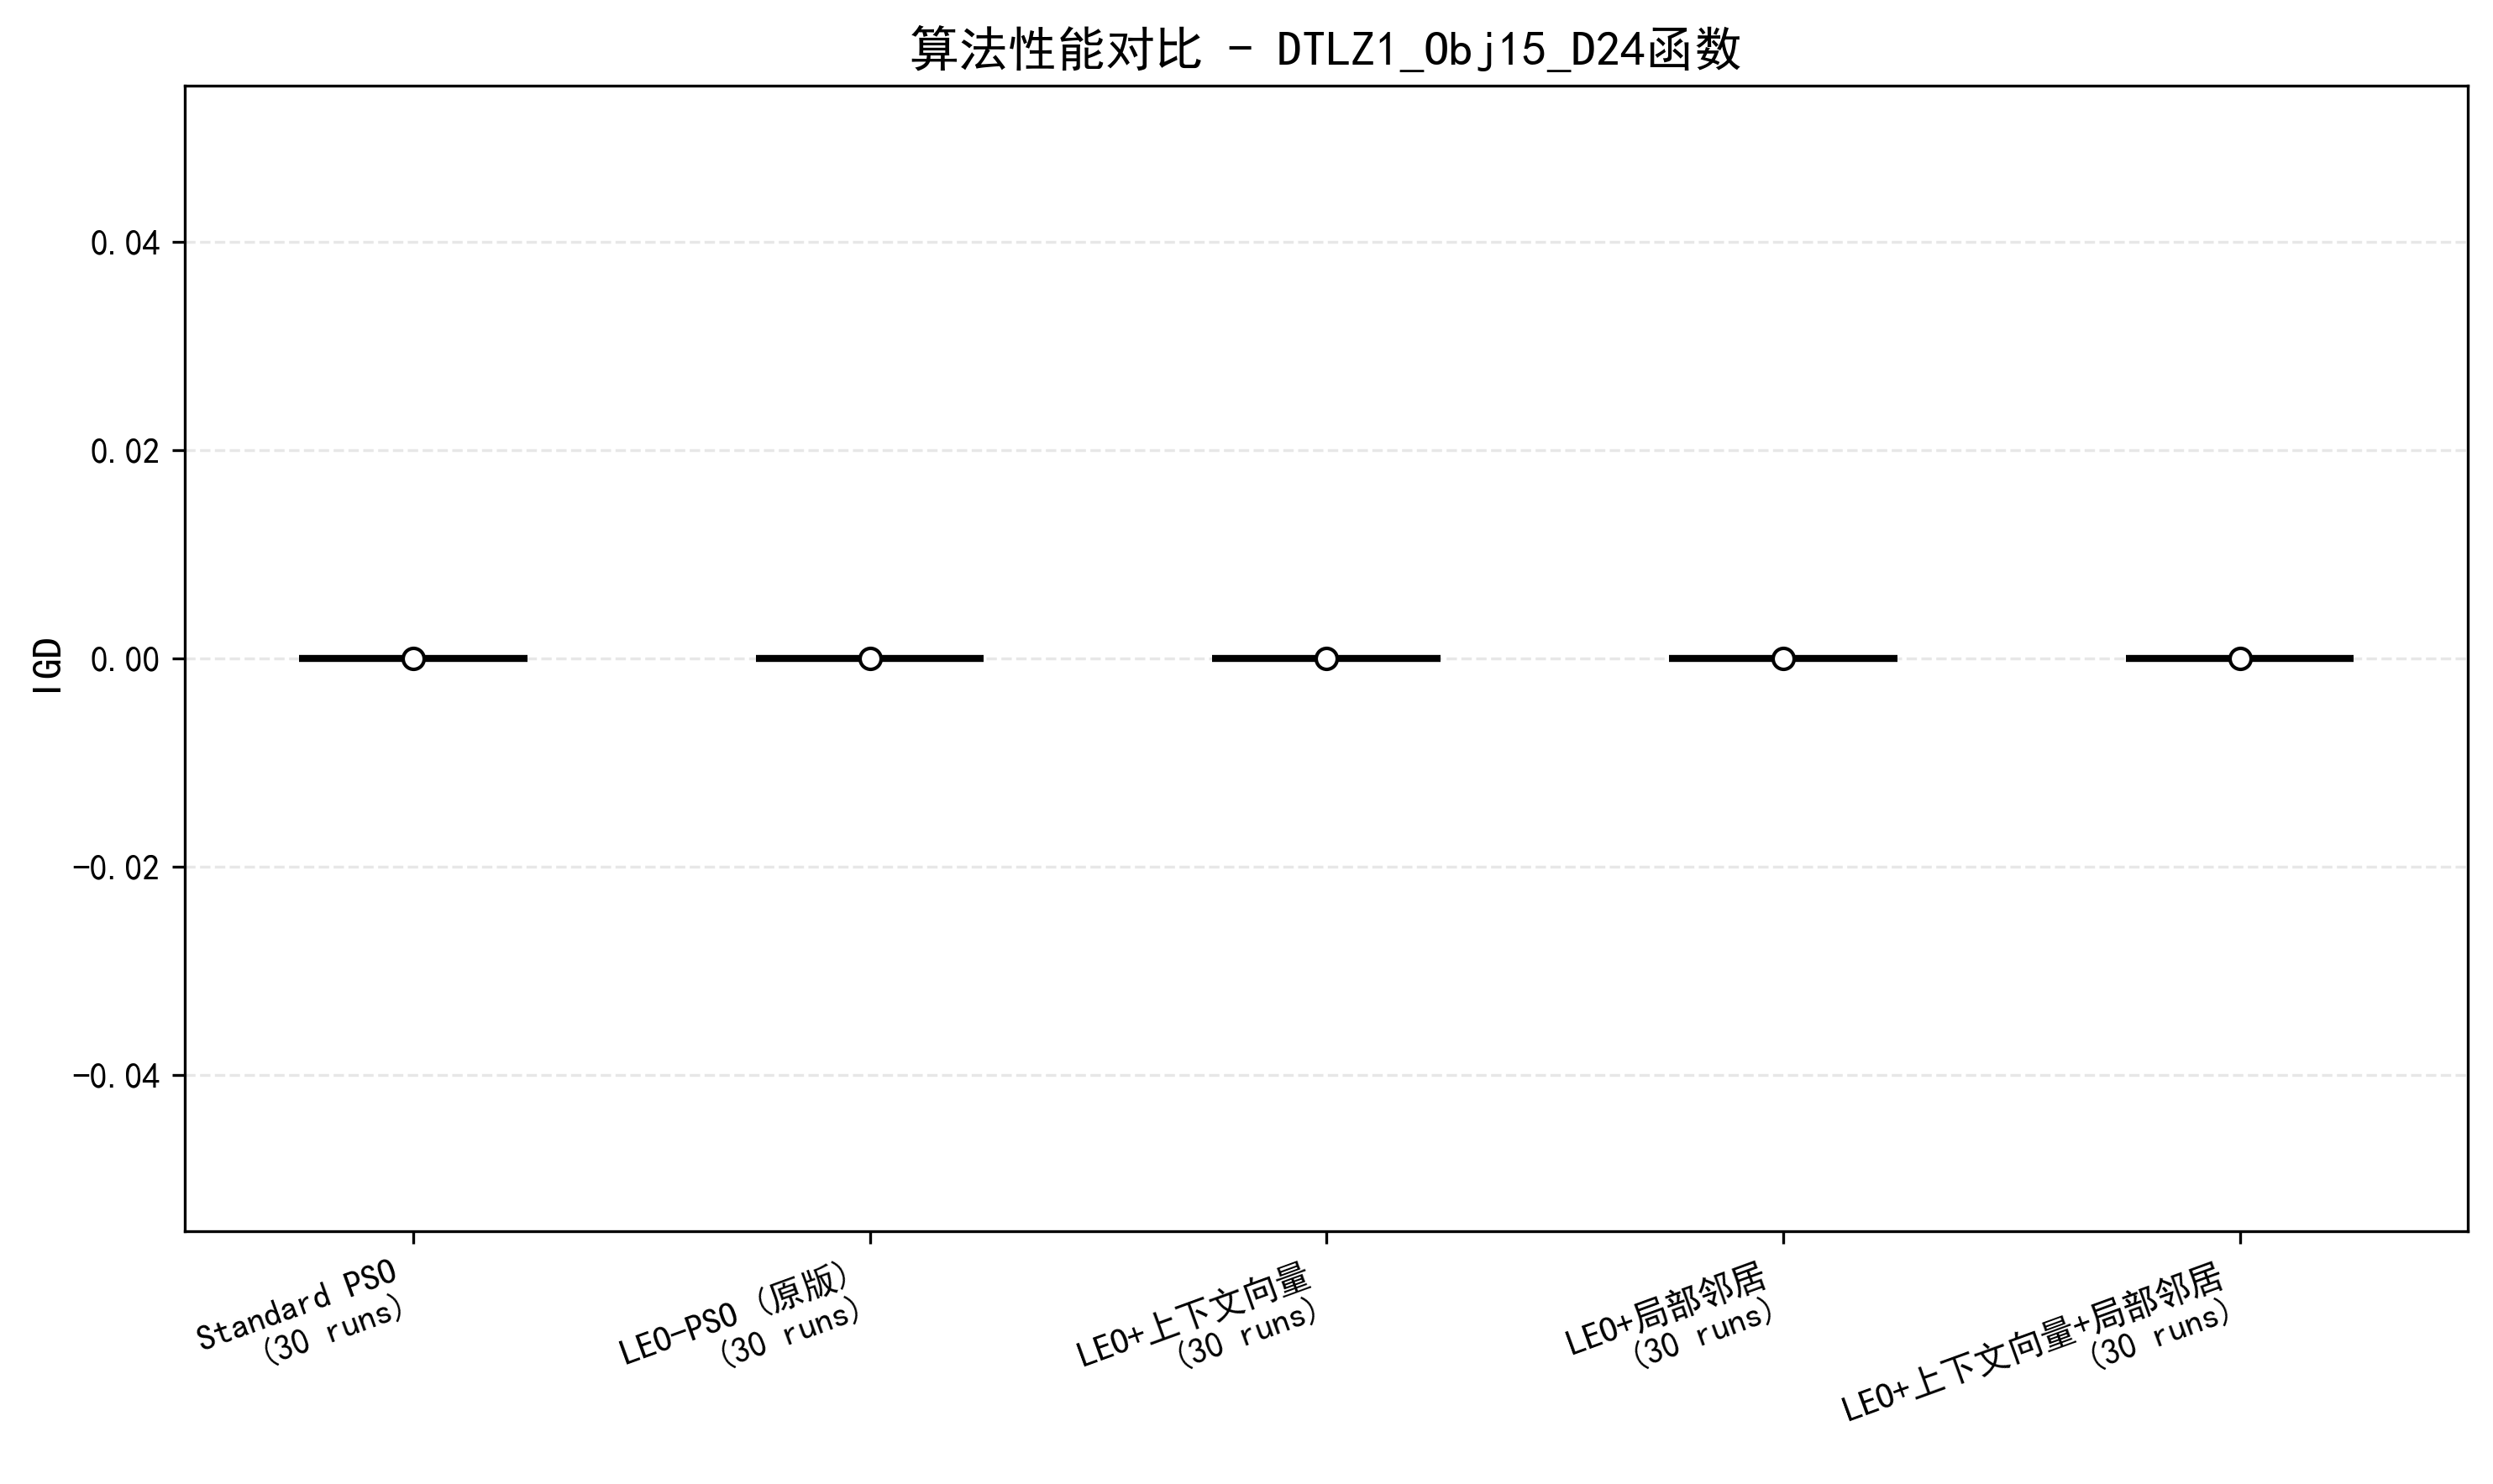 算法性能对比 - DTLZ1_Obj15_D24函数
IGD
0.04
0.02
0.00
-0.02
-0.04
Standard PSO
(30 runs)
LEO-PSO (原版)
(30 runs)
LEO+上下文向量
(30 runs)
LEO+局部邻居
(30 runs)
LEO+上下文向量+局部邻居
(30 runs)